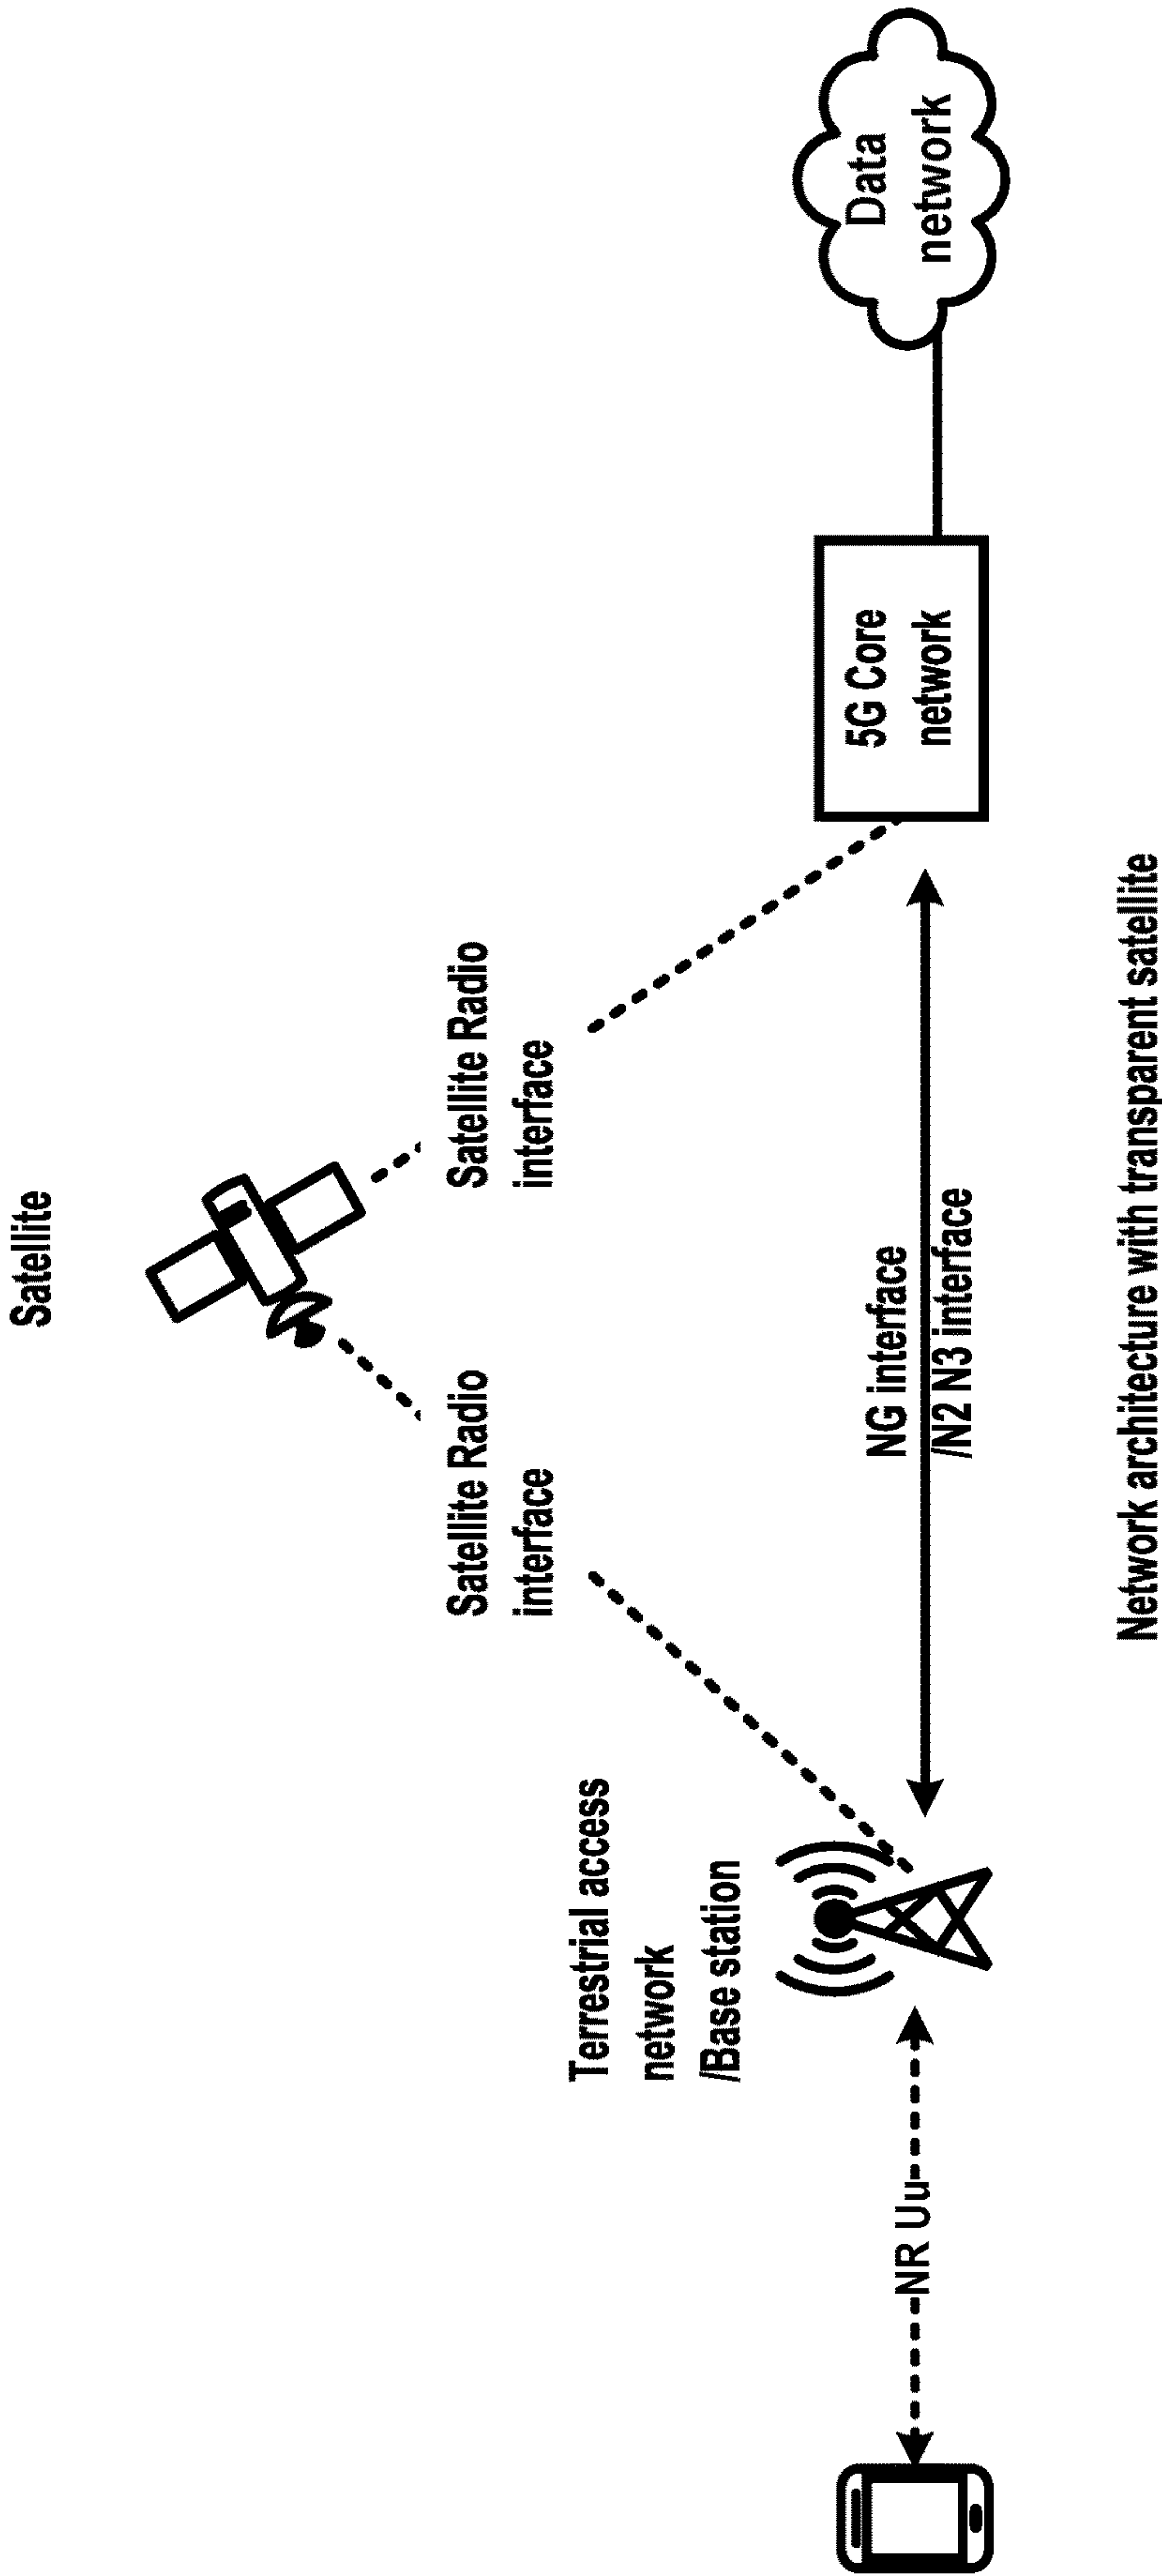 Satellite
Satellite Radio
interface
Satellite Radio
interface
Terrestrial access
network
/Base station
NR Uu
NG interface
/N2 N3 interface
5G Core
network
Data
network
Network architecture with transparent satellite